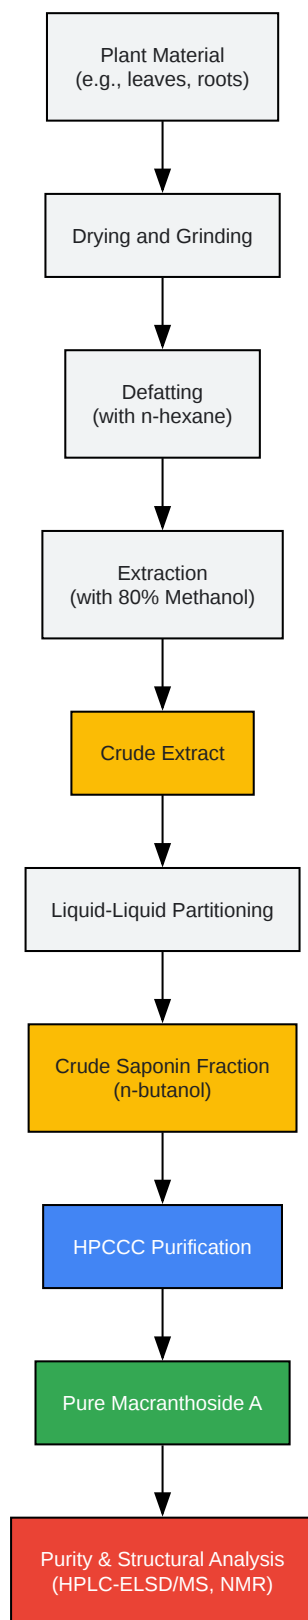 Plant Material
(e.g., leaves, roots)
Drying and Grinding
Defatting
(with n-hexane)
Extraction
(with 80% Methanol)
Crude Extract
Liquid-Liquid Partitioning
Crude Saponin Fraction
(n-butanol)
HPCCC Purification
Pure Macranthoside A
Purity & Structural Analysis
(HPLC-ELSD/MS, NMR)